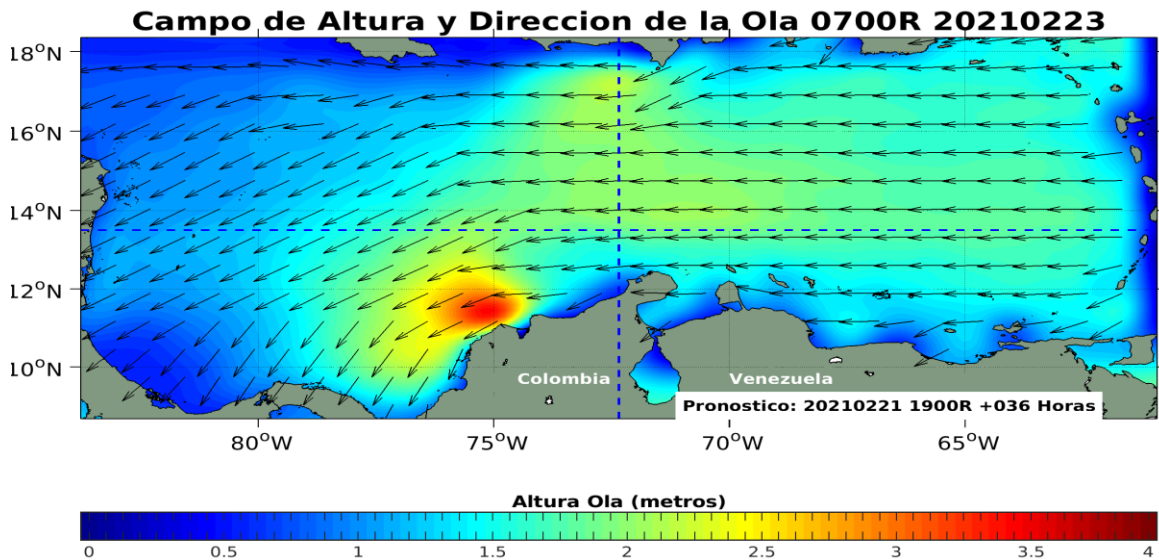 Campo de Altura y Direccion de la Ola 0700R 20210223
18°N
16°N
14°N
12°N
10°N
Colombia
Venezuela
Pronostico: 20210221 1900R +036 Horas
80°W 75°W 70°W 65°W
Altura Ola (metros)
0 0.5 1 1.5 2 2.5 3 3.5 4